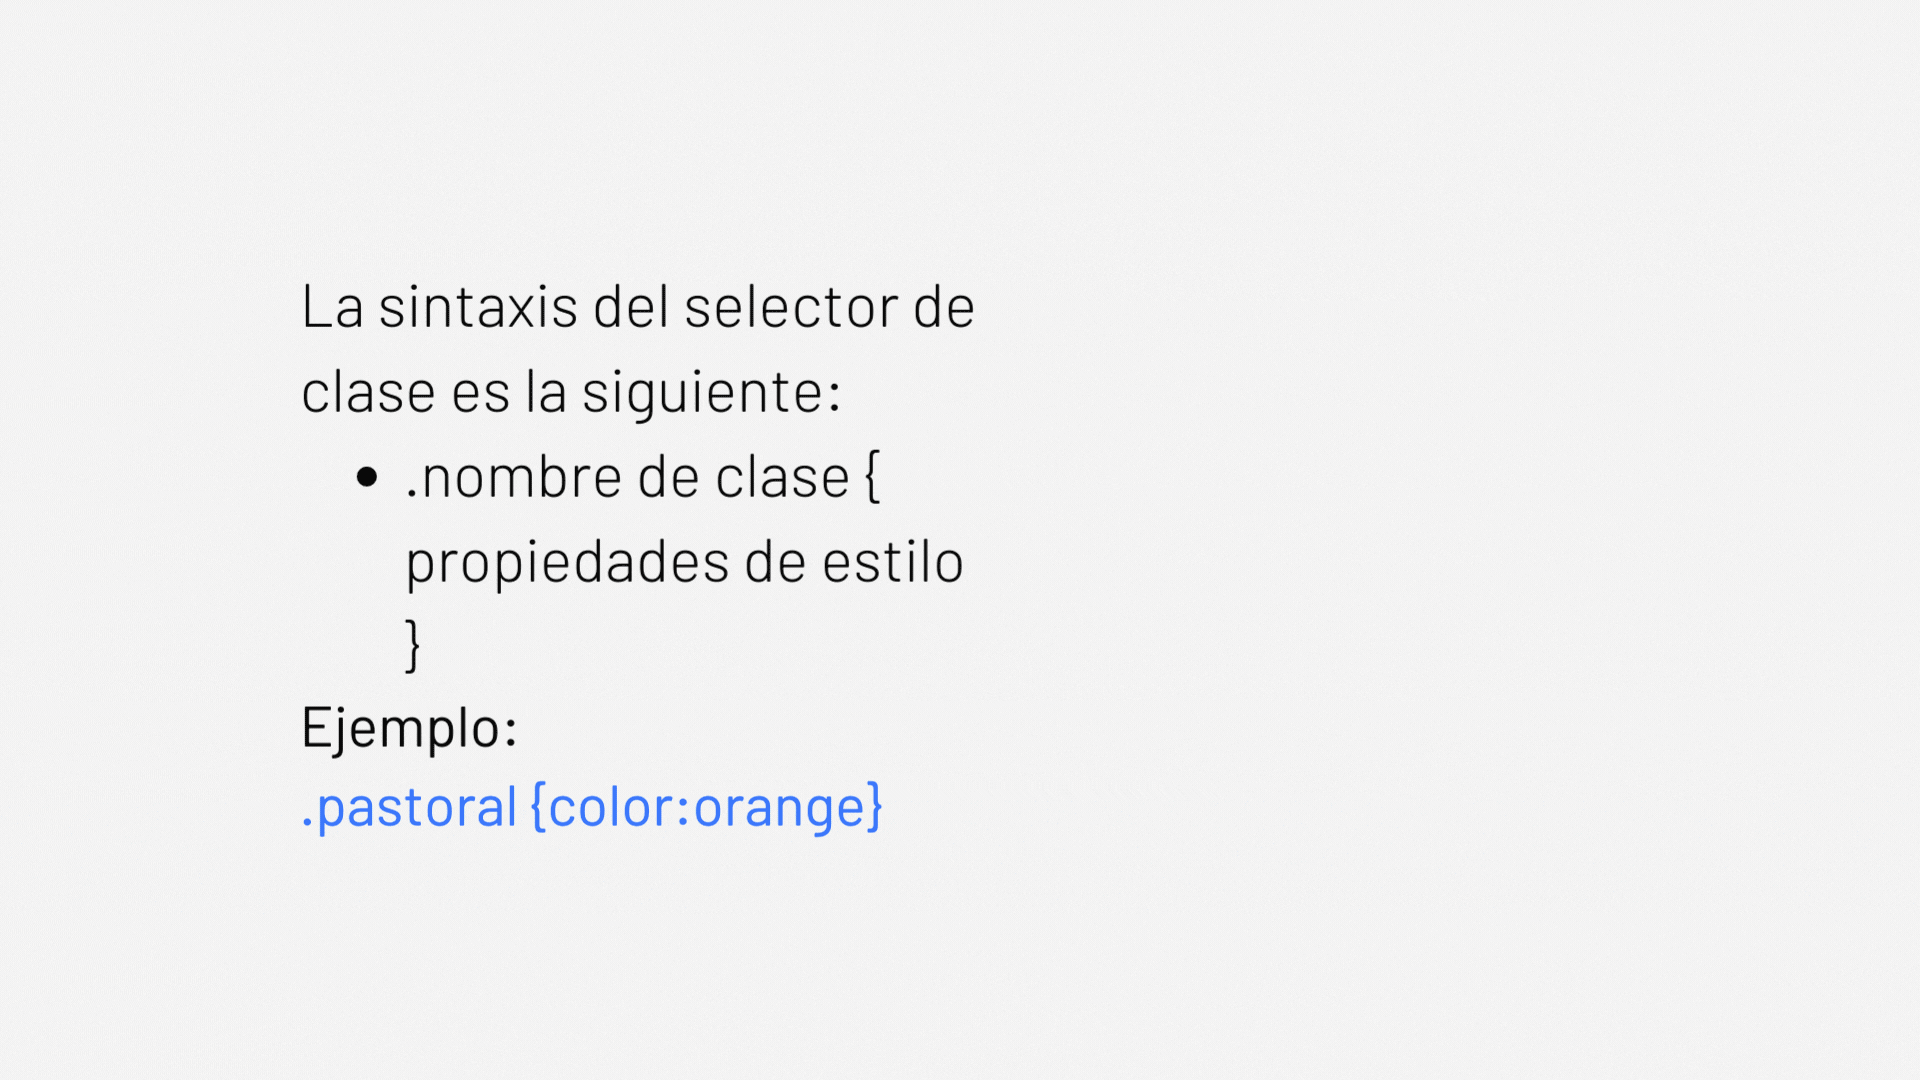 La sintaxis del selector de
clase es la siguiente:
• .nombre de clase {
propiedades de estilo
}
Ejemplo:
.pastoral {color:orange}